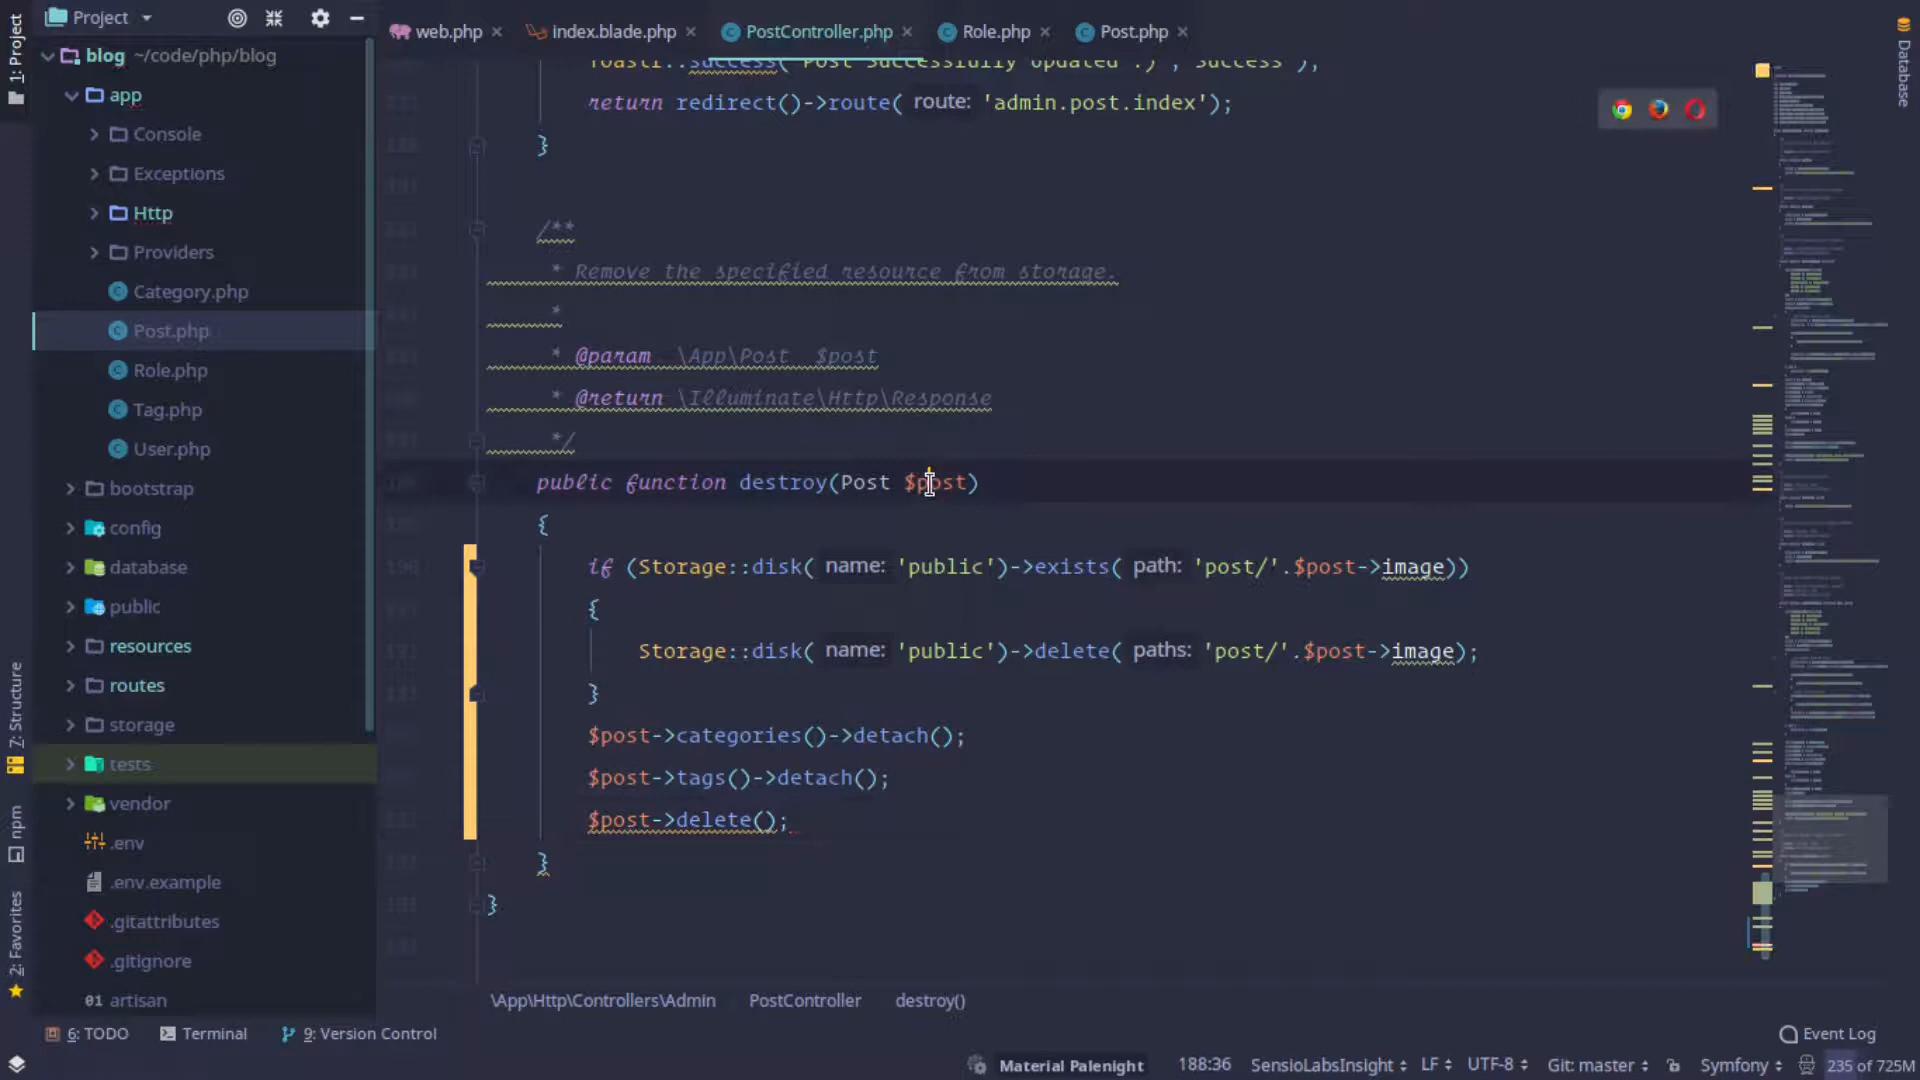 Project
web.php
index.blade.php
PostController.php
Role.php
Post.php
1: Project
7: Structure
npm
2: Favorites
Database
blog ~/code/php/blog
app
Console
Exceptions
Http
Providers
Category.php
Post.php
Role.php
Tag.php
User.php
bootstrap
config
database
public
resources
routes
storage
tests
vendor
.env
.env.example
.gitattributes
.gitignore
artisan
Toastr::success('Post Successfully Updated :)','Success');
return redirect()->route( route: 'admin.post.index');
}
/**
* Remove the specified resource from storage.
*
* @param \App\Post $post
* @return \Illuminate\Http\Response
*/
public function destroy(Post $post)
{
if (Storage::disk( name: 'public')->exists( path: 'post/'.$post->image))
{
Storage::disk( name: 'public')->delete( paths: 'post/'.$post->image);
}
$post->categories()->detach();
$post->tags()->detach();
$post->delete();
}
}
\App\Http\Controllers\Admin PostController destroy()
6: TODO Terminal 9: Version Control Event Log
Material Palenight 188:36 SensioLabsInsight LF UTF-8 Git: master Symfony 235 of 725M